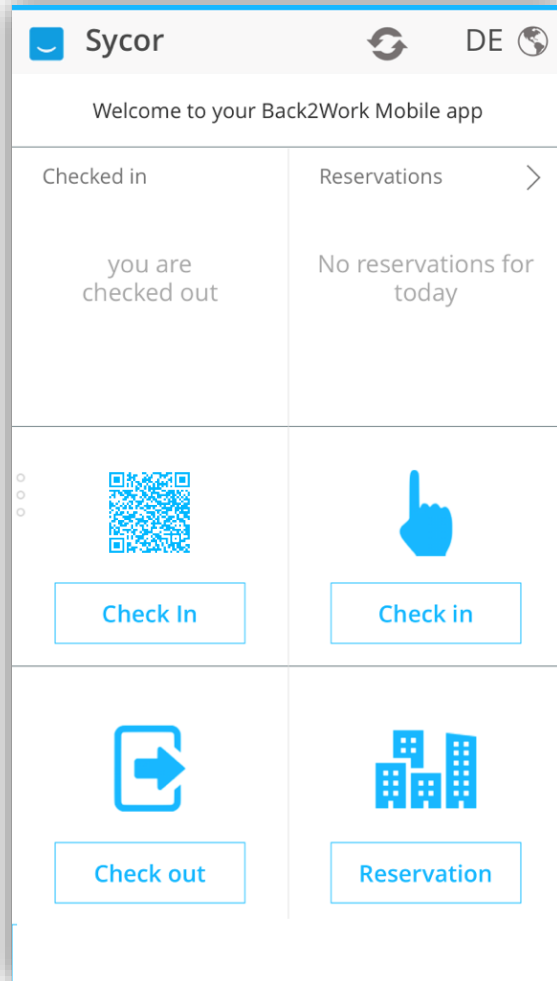 Sycor
DE
Welcome to your Back2Work Mobile app
Checked in
Reservations
you are
checked out
No reservations for
today
Check In
Check in
Check out
Reservation